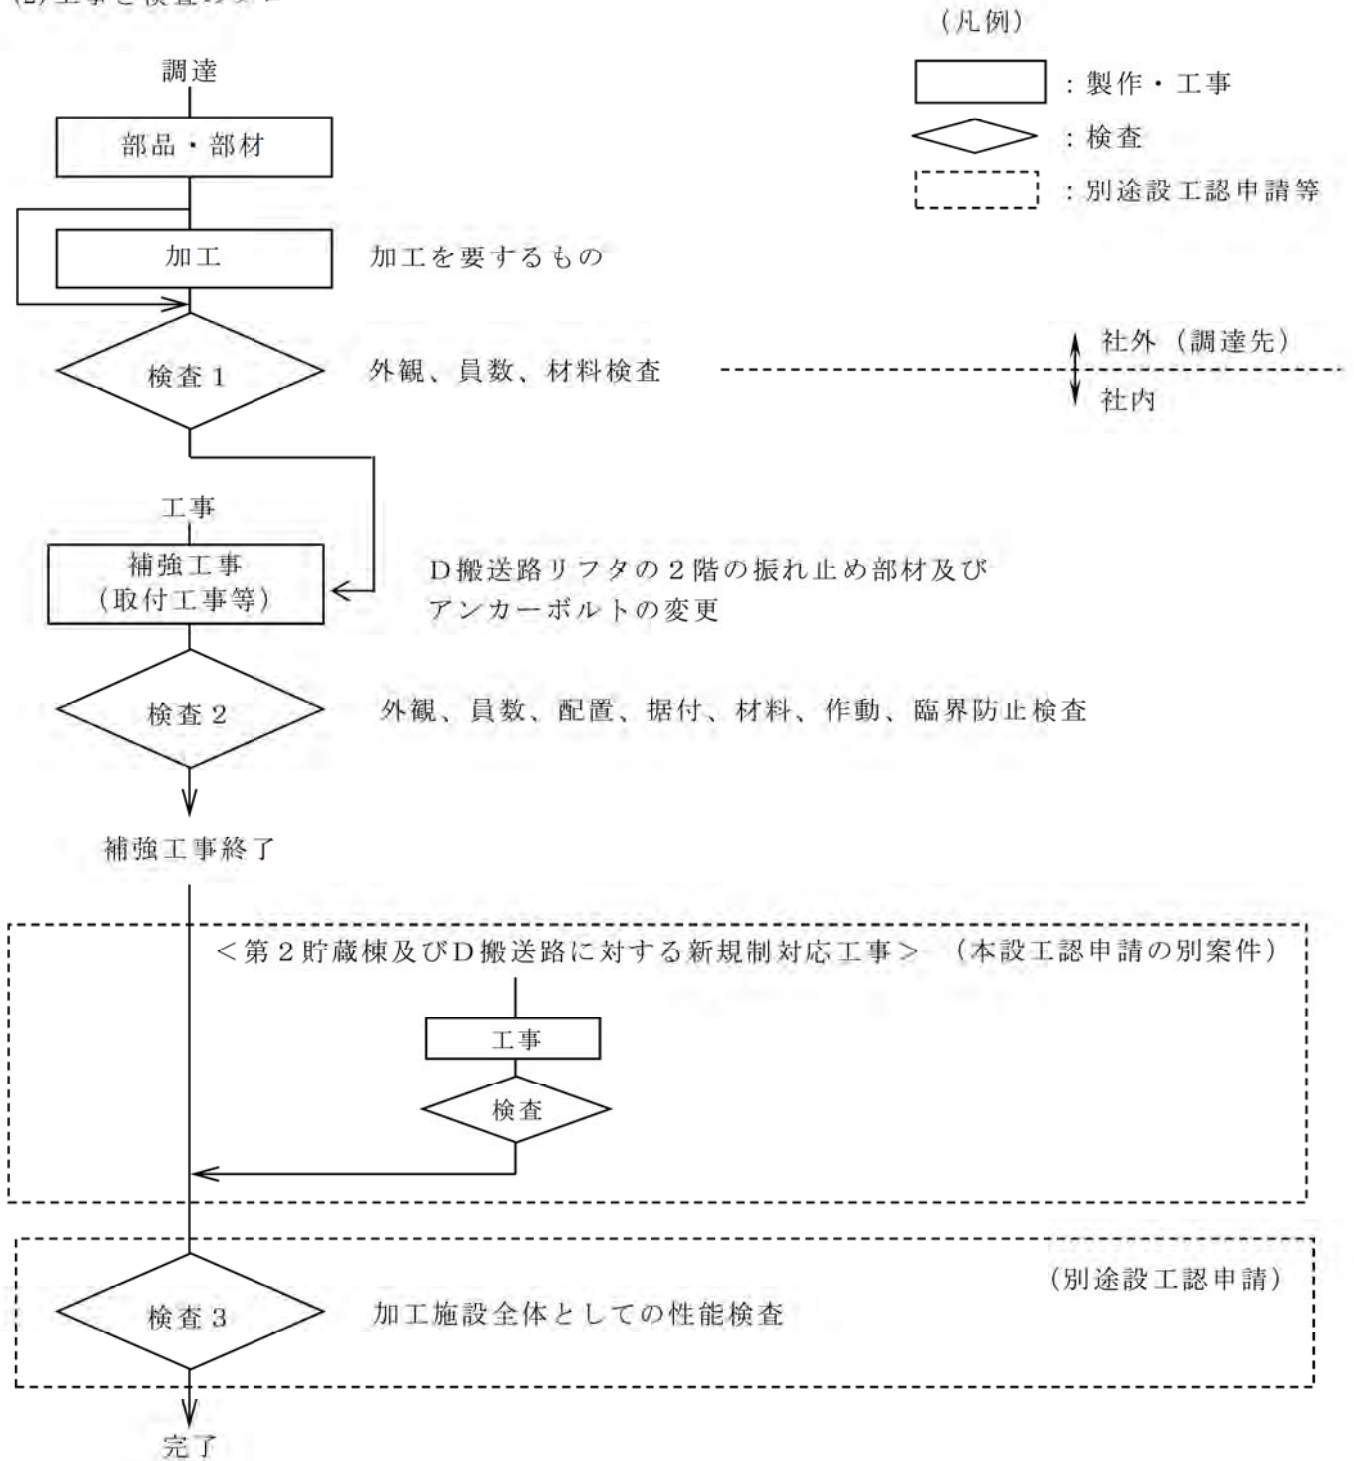 (凡例)
調達
：製作・工事
部品・部材
：検査
：別途設工認申請等
加工
加工を要するもの
社外（調達先）
検査１
外観、員数、材料検査
社内
工事
補強工事
（取付工事等）
Ｄ搬送路リフタの２階の振れ止め部材及び
アンカーボルトの変更
検査２
外観、員数、配置、据付、材料、作動、臨界防止検査
補強工事終了
＜第２貯蔵棟及びＤ搬送路に対する新規制対応工事＞ （本設工認申請の別案件）
工事
検査
（別途設工認申請）
検査３
加工施設全体としての性能検査
完了